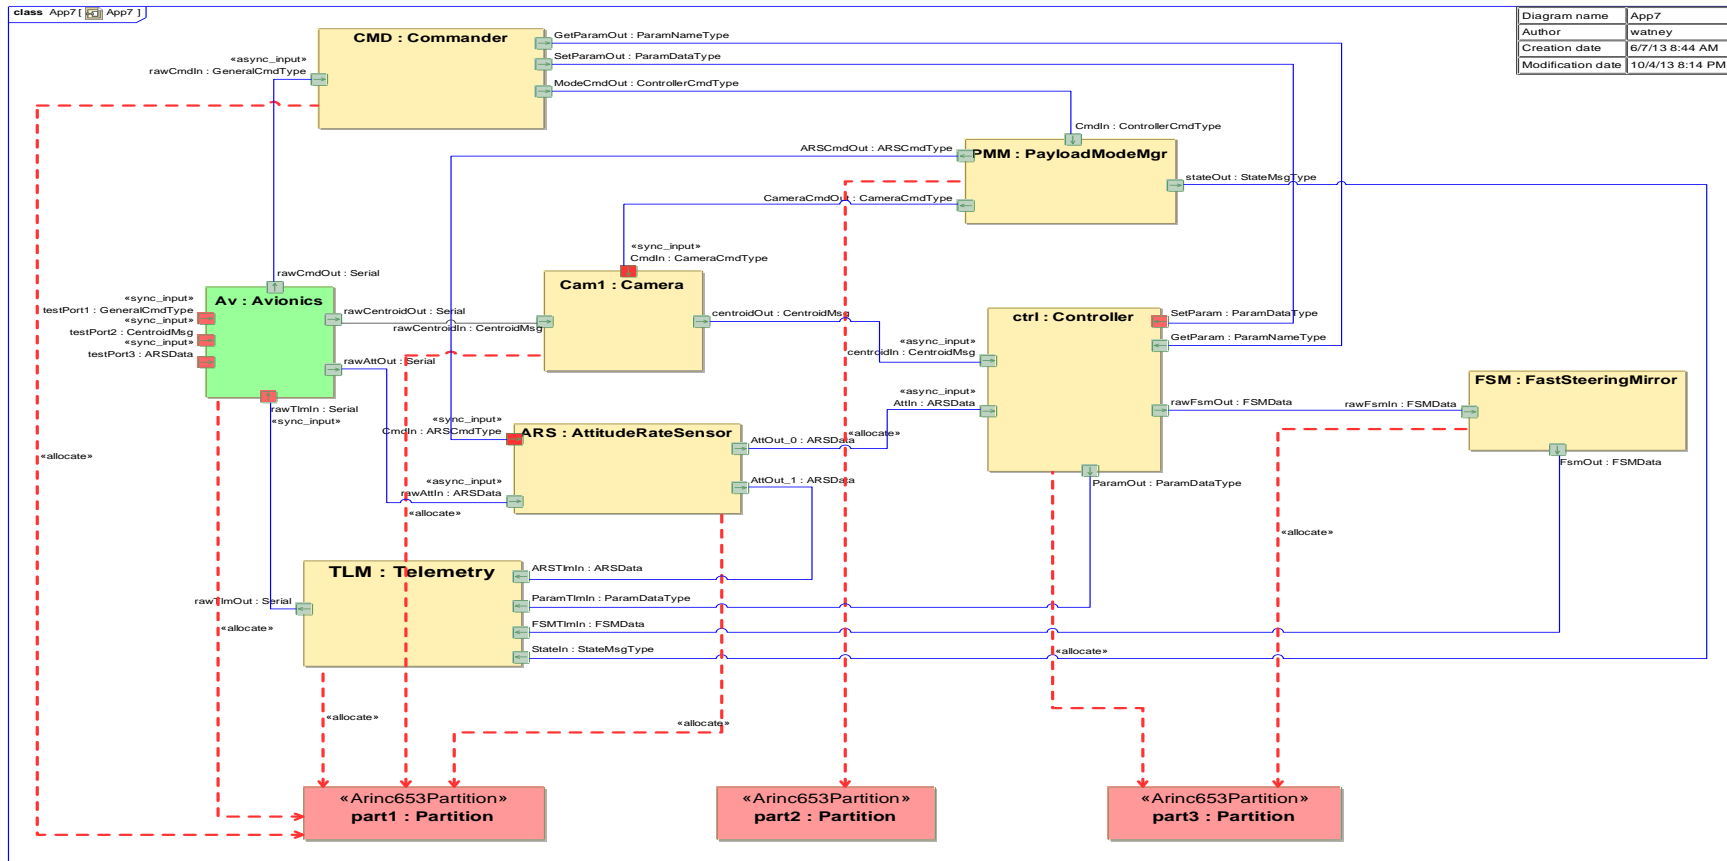 class App7 [ App7 ]
Diagram name App7
Author watney
Creation date 6/7/13 8:44 AM
Modification date 10/4/13 8:14 PM
CMD : Commander
GetParamOut : ParamNameType
SetParamOut : ParamDataType
ModeCmdOut : ControllerCmdType
«async_input»
rawCmdIn : GeneralCmdType
CmdIn : ControllerCmdType
ARSCmdOut : ARSCmdType
PMM : PayloadModeMgr
stateOut : StateMsgType
CameraCmdOut : CameraCmdType
«sync_input»
CmdIn : CameraCmdType
rawCmdOut : Serial
«sync_input»
testPort1 : GeneralCmdType
«sync_input»
testPort2 : CentroidMsg
«sync_input»
testPort3 : ARSData
Av : Avionics
rawCentroidOut : Serial
rawCentroidIn : CentroidMsg
Cam1 : Camera
centroidOut : CentroidMsg
rawAttOut : Serial
rawTlmIn : Serial
«sync_input»
ctrl : Controller
SetParam : ParamDataType
GetParam : ParamNameType
«async_input»
centroidIn : CentroidMsg
«async_input»
AttIn : ARSData
rawFsmOut : FSMData
rawFsmIn : FSMData
FSM : FastSteeringMirror
FsmOut : FSMData
ParamOut : ParamDataType
«sync_input»
CmdIn : ARSCmdType
ARS : AttitudeRateSensor
AttOut_0 : ARSData
AttOut_1 : ARSData
«async_input»
rawAttIn : ARSData
«allocate»
«allocate»
«allocate»
«allocate»
TLM : Telemetry
ARSTlmIn : ARSData
ParamTlmIn : ParamDataType
FSMTlmIn : FSMData
StateIn : StateMsgType
rawTlmOut : Serial
«allocate»
«allocate»
«allocate»
«allocate»
«Arinc653Partition»
part1 : Partition
«Arinc653Partition»
part2 : Partition
«Arinc653Partition»
part3 : Partition